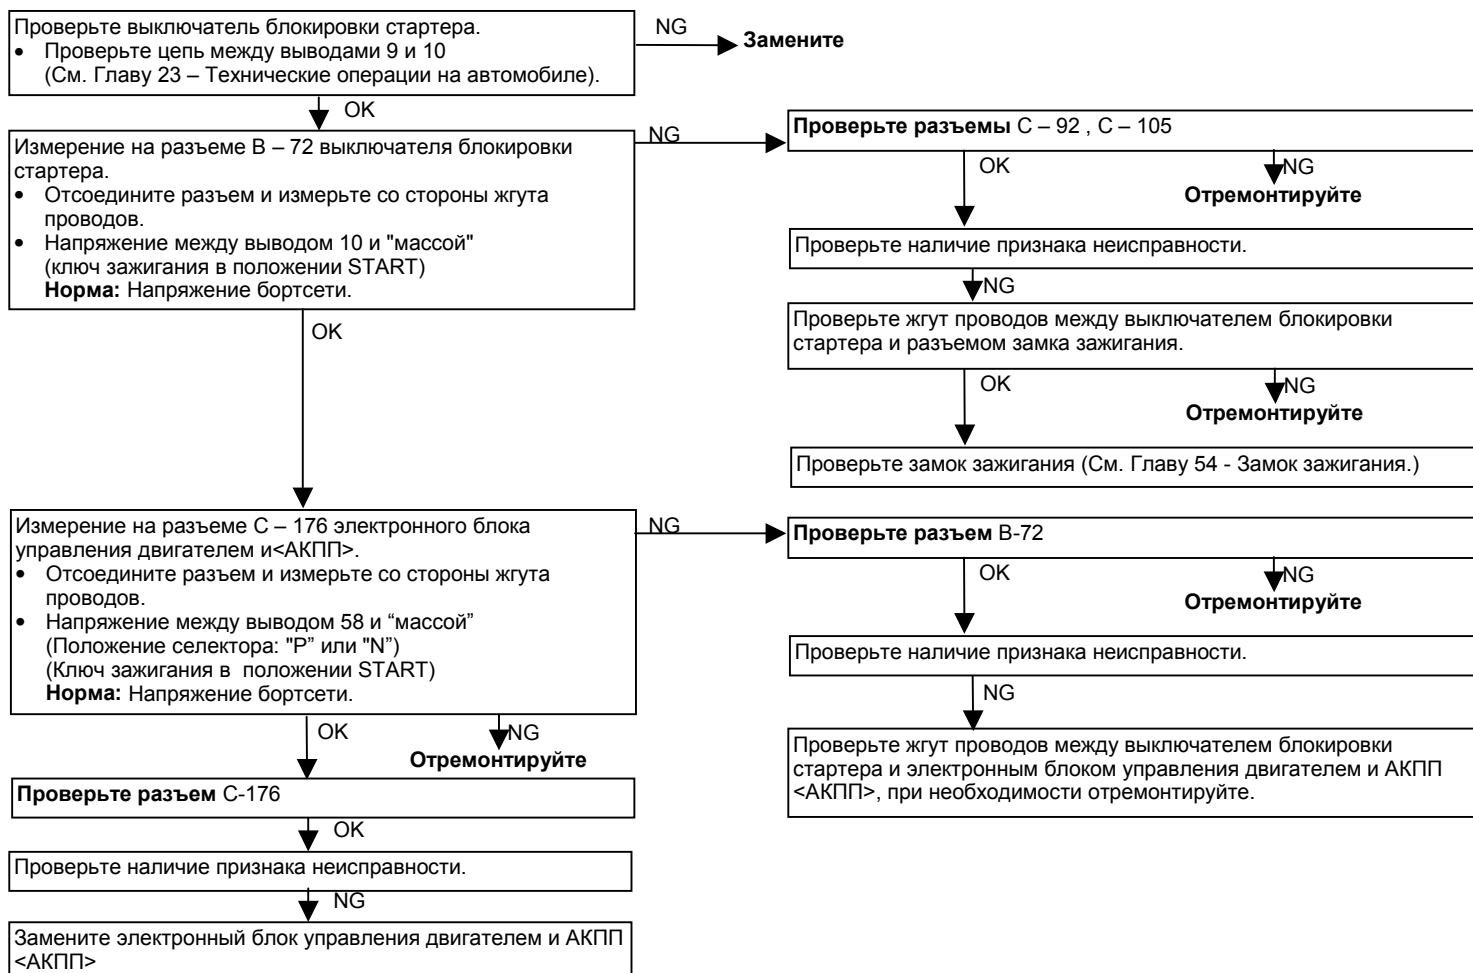 Проверьте выключатель блокировки стартера.
• Проверьте цепь между выводами 9 и 10
(См. Главу 23 – Технические операции на автомобиле).
NG
Замените
OK
Измерение на разъеме В – 72 выключателя блокировки
стартера.
• Отсоедините разъем и измерьте со стороны жгута
проводов.
• Напряжение между выводом 10 и "массой"
(ключ зажигания в положении START)
Норма: Напряжение бортсети.
NG
Проверьте разъемы С – 92 , С – 105
OK
NG
Отремонтируйте
Проверьте наличие признака неисправности.
NG
Проверьте жгут проводов между выключателем блокировки
стартера и разъемом замка зажигания.
OK
NG
Отремонтируйте
Проверьте замок зажигания (См. Главу 54 - Замок зажигания.)
OK
Измерение на разъеме С – 176 электронного блока
управления двигателем и<АКПП>.
• Отсоедините разъем и измерьте со стороны жгута
проводов.
• Напряжение между выводом 58 и “массой”
(Положение селектора: "P” или "N”)
(Ключ зажигания в положении START)
Норма: Напряжение бортсети.
NG
Проверьте разъем В-72
OK
NG
Отремонтируйте
Проверьте наличие признака неисправности.
NG
Проверьте жгут проводов между выключателем блокировки
стартера и электронным блоком управления двигателем и АКПП
<АКПП>, при необходимости отремонтируйте.
OK
NG
Отремонтируйте
Проверьте разъем С-176
OK
Проверьте наличие признака неисправности.
NG
Замените электронный блок управления двигателем и АКПП
<АКПП>